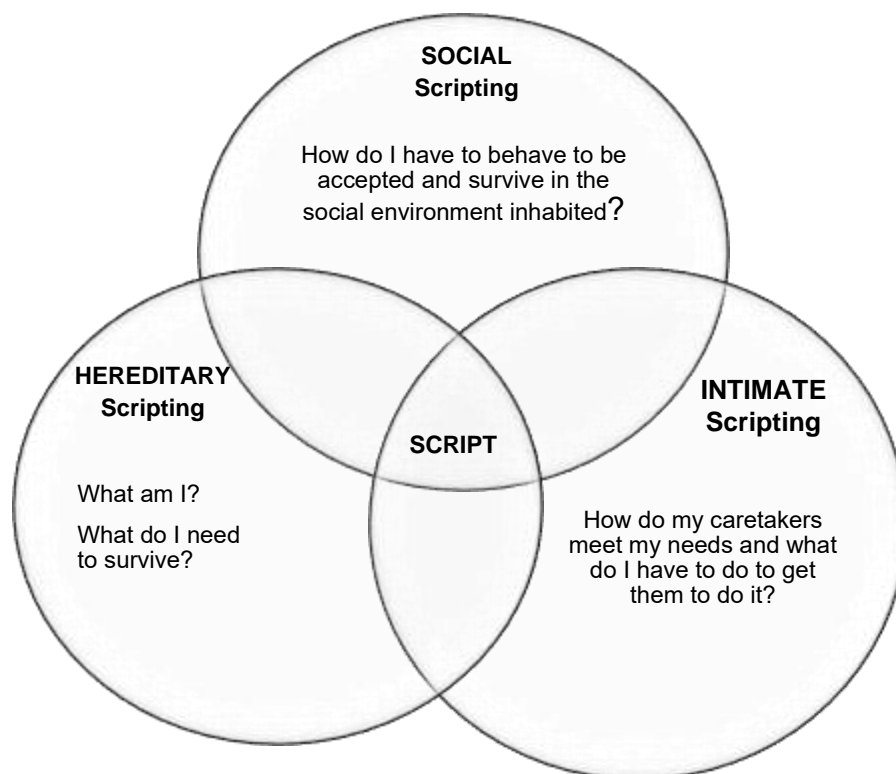 SOCIAL
Scripting
How do I have to behave to be
accepted and survive in the
social environment inhabited?
HEREDITARY
Scripting
What am I?
What do I need
to survive?
SCRIPT
INTIMATE
Scripting
How do my caretakers
meet my needs and what
do I have to do to get
them to do it?